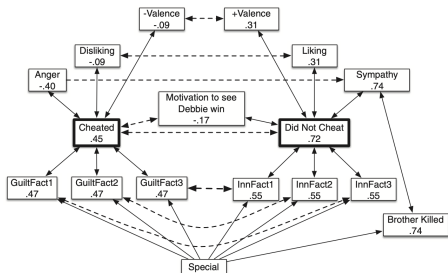 -Valence
-.09
+Valence
.31
Disliking
-.09
Liking
.31
Anger
-.40
Sympathy
.74
Motivation to see
Debbie win
-.17
Cheated
.45
Did Not Cheat
.72
GuiltFact1
.47
GuiltFact2
.47
GuiltFact3
.47
InnFact1
.55
InnFact2
.55
InnFact3
.55
Brother Killed
.74
Special